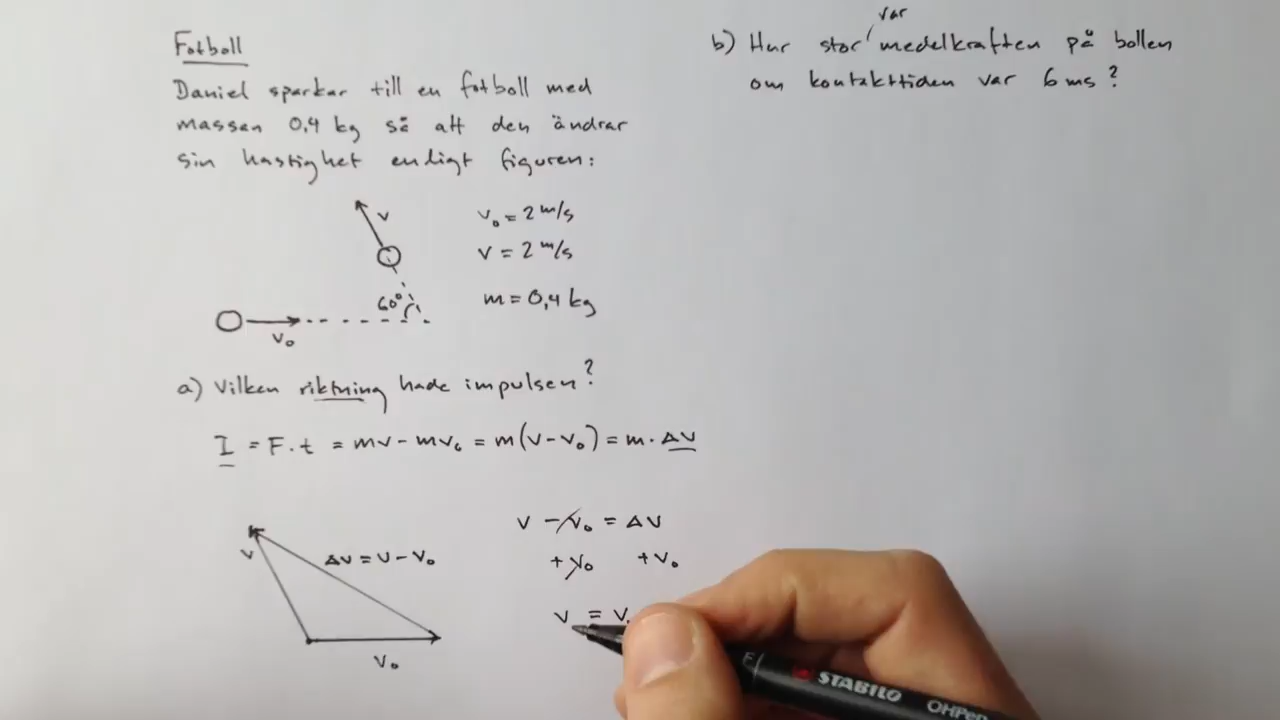 Fotboll
Daniel sparkar till en fotboll med
massan 0,4 kg så att den ändrar
sin hastighet enligt figuren:
v
v₀ = 2 m/s
v = 2 m/s
60°
m = 0,4 kg
v₀
a) Vilken riktning hade impulsen?
I = F·t = mv - mv₀ = m(v - v₀) = m·Δv
v - v₀ = Δv
v
Δv = v - v₀
+v₀ +v₀
v = v
v₀
b) Hur stor var medelkraften på bollen
om kontakttiden var 6 ms?
F
STABILO
OHPen